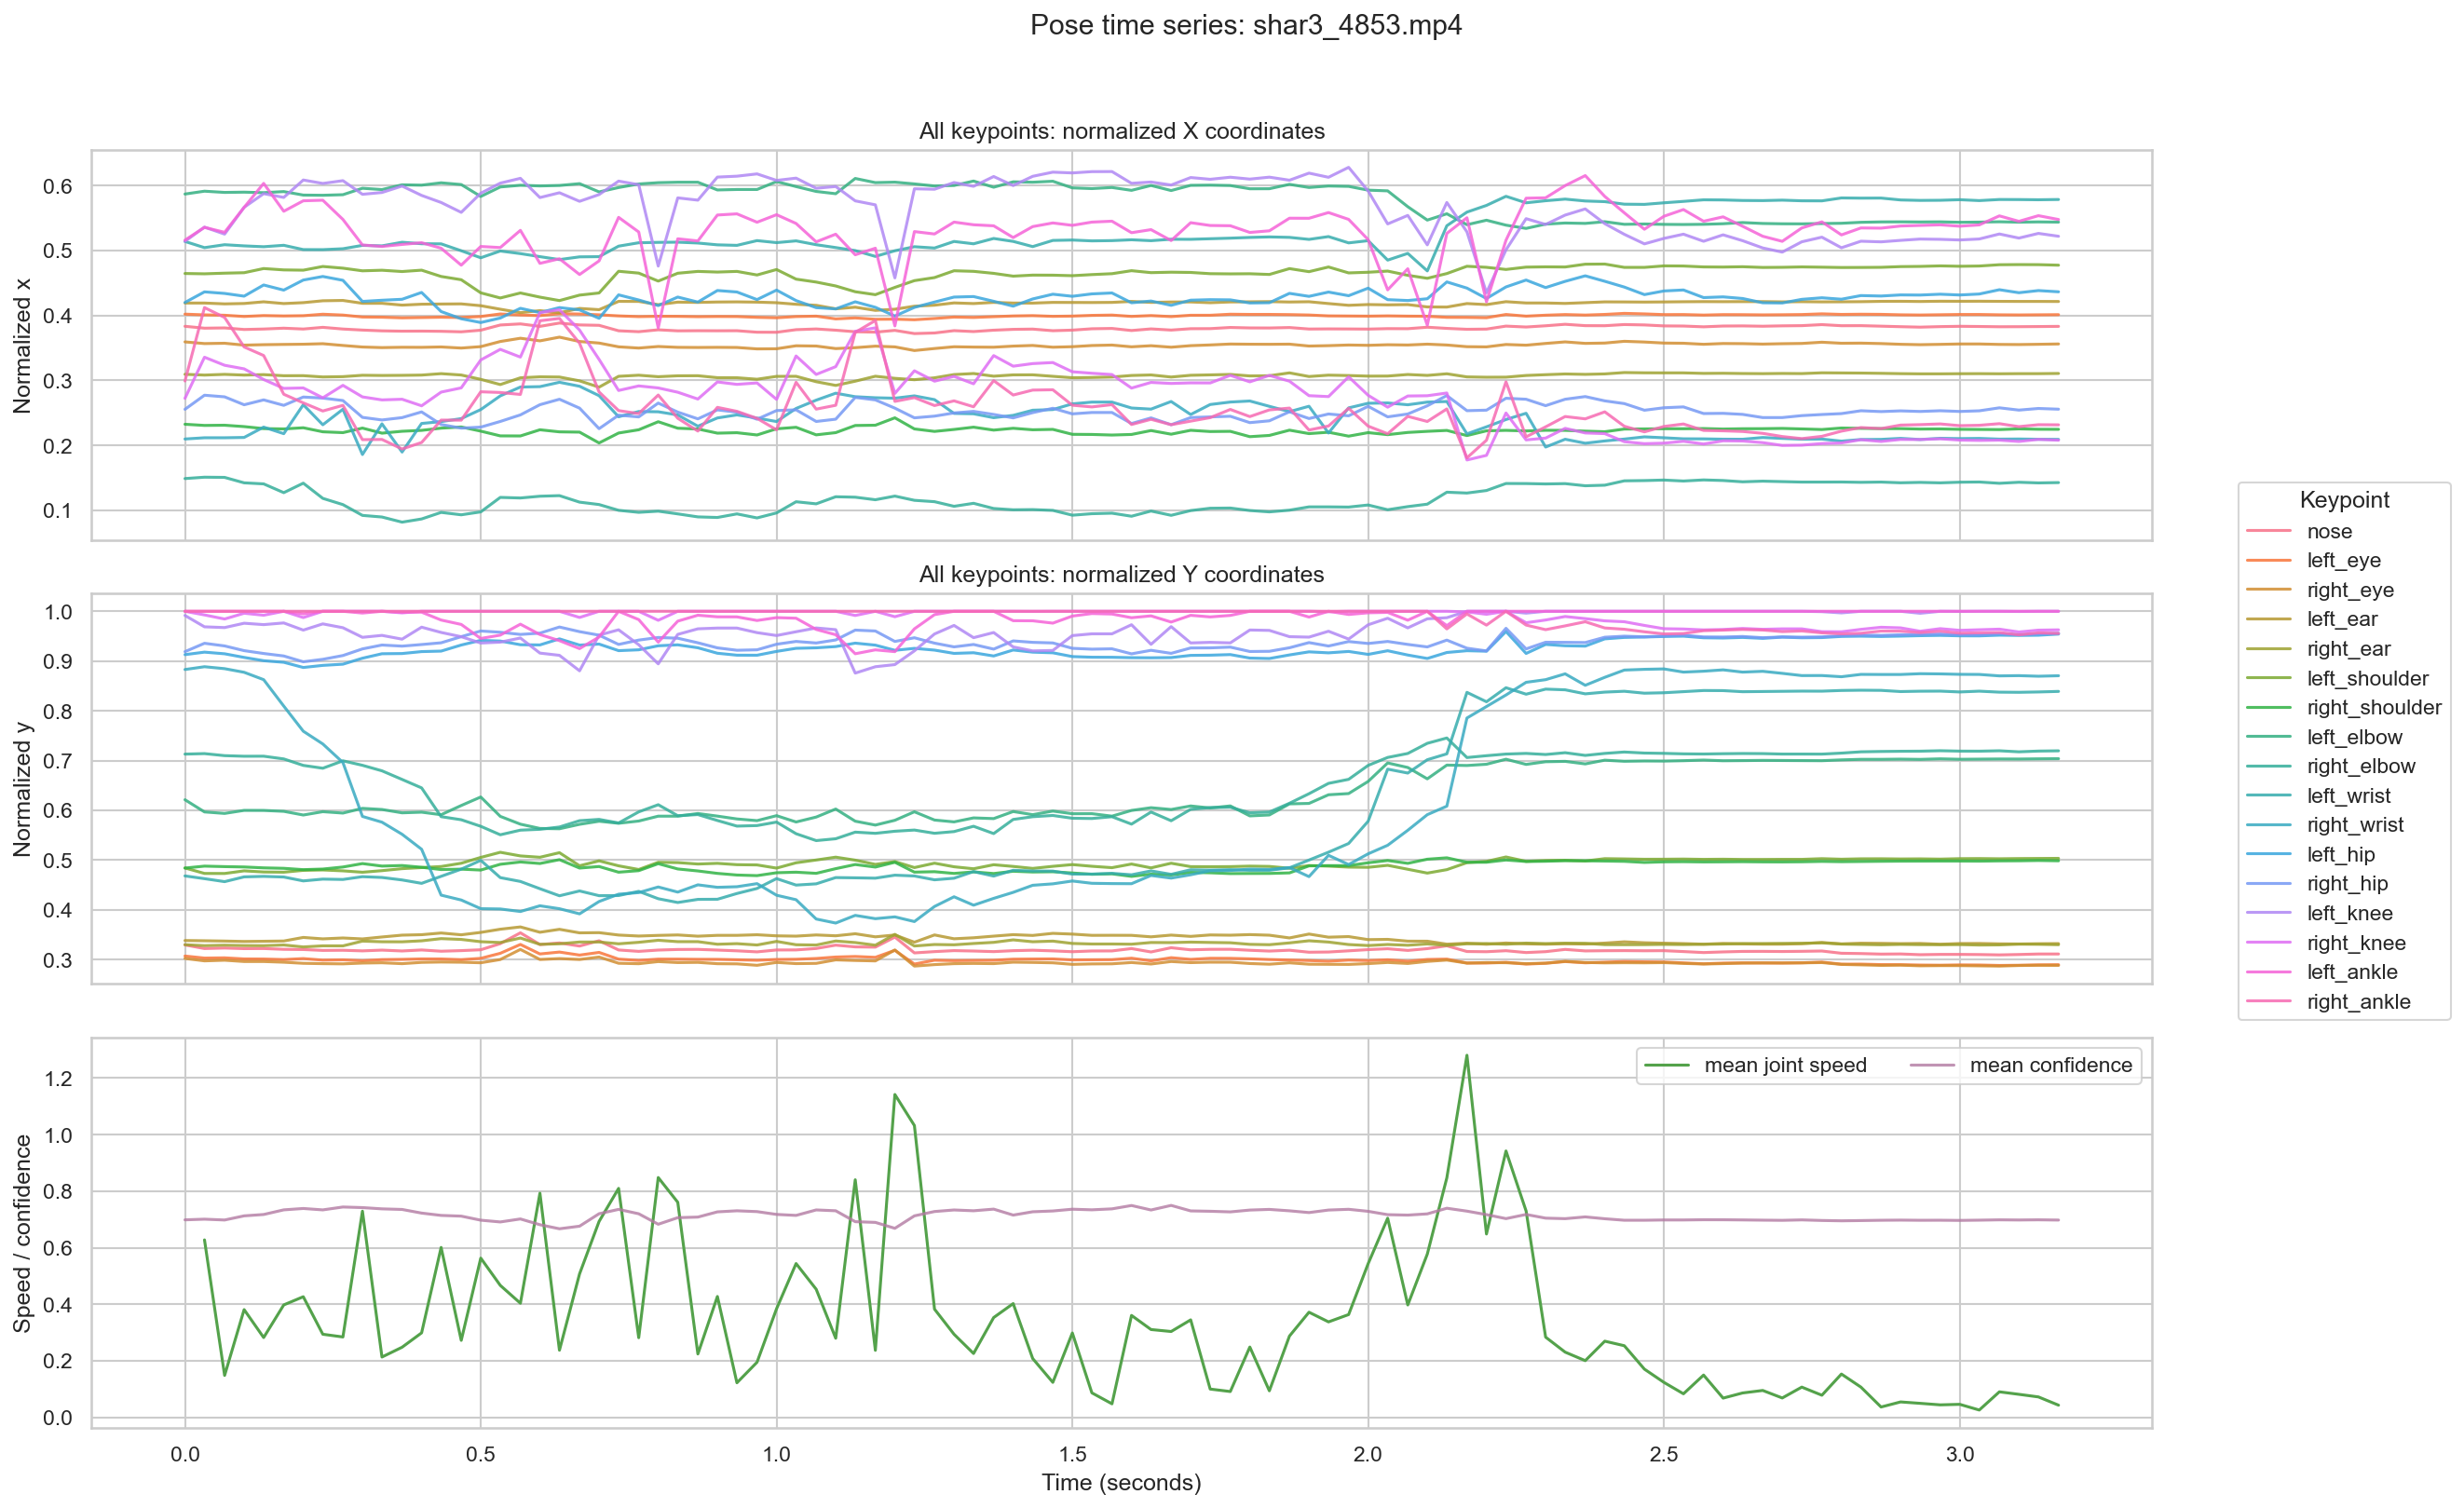 Pose time series: shar3_4853.mp4
All keypoints: normalized X coordinates
Normalized x
0.6
0.5
0.4
0.3
0.2
0.1
All keypoints: normalized Y coordinates
Normalized y
1.0
0.9
0.8
0.7
0.6
0.5
0.4
0.3
Keypoint
nose
left_eye
right_eye
left_ear
right_ear
left_shoulder
right_shoulder
left_elbow
right_elbow
left_wrist
right_wrist
left_hip
right_hip
left_knee
right_knee
left_ankle
right_ankle
Speed / confidence
1.2
1.0
0.8
0.6
0.4
0.2
0.0
mean joint speed mean confidence
0.0 0.5 1.0 1.5 2.0 2.5 3.0
Time (seconds)